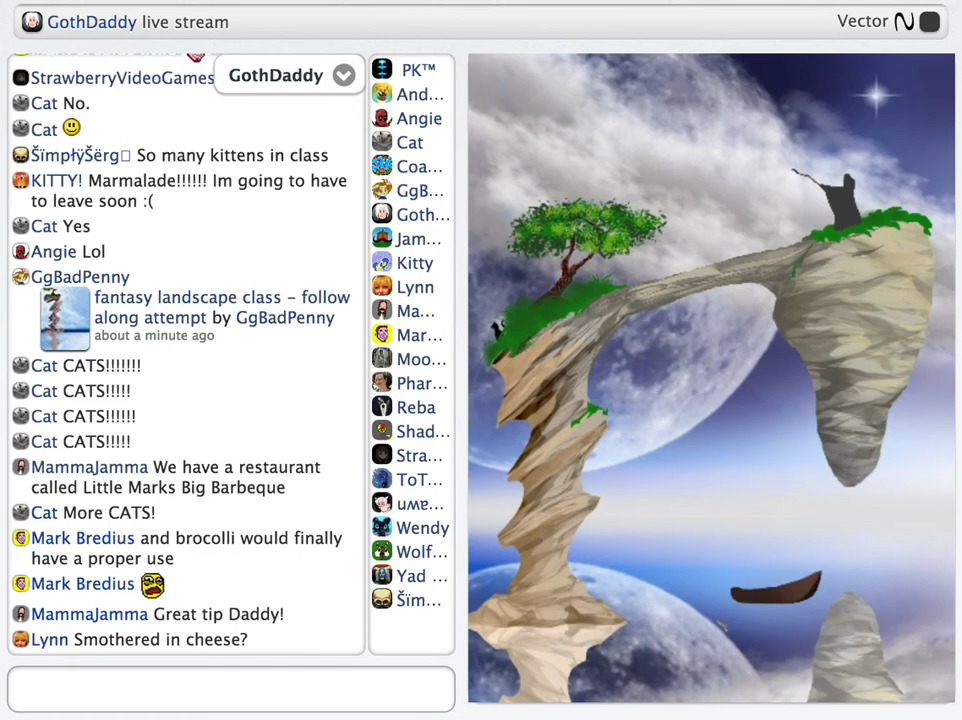 GothDaddy live stream
Vector
GothDaddy
StrawberryVideoGames
Cat No.
Cat
Šïmpłÿ Šërg So many kittens in class
KITTY! Marmalade!!!!!! Im going to have
to leave soon :(
Cat Yes
Angie Lol
GgBadPenny
fantasy landscape class – follow
along attempt by GgBadPenny
about a minute ago
Cat CATS!!!!!!!
Cat CATS!!!!!
Cat CATS!!!!!!
Cat CATS!!!!!
MammaJamma We have a restaurant
called Little Marks Big Barbeque
Cat More CATS!
Mark Bredius and brocolli would finally
have a proper use
Mark Bredius
MammaJamma Great tip Daddy!
Lynn Smothered in cheese?
PK™
And...
Angie
Cat
Coa...
GgB...
Goth...
Jam...
Kitty
Lynn
Ma...
Mar...
Moo...
Phar...
Reba
Shad...
Stra...
ToT...
uʍɐ...
Wendy
Wolf...
Yad ...
Šïm...